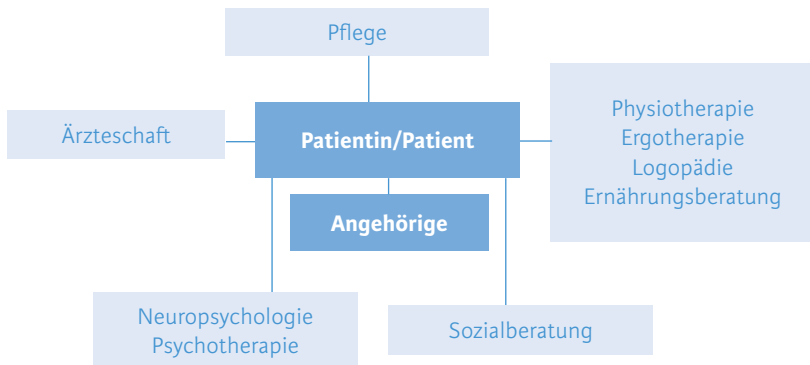 Pflege
Ärzteschaft
Patientin/Patient
Physiotherapie
Ergotherapie
Logopädie
Ernährungsberatung
Angehörige
Neuropsychologie
Psychotherapie
Sozialberatung